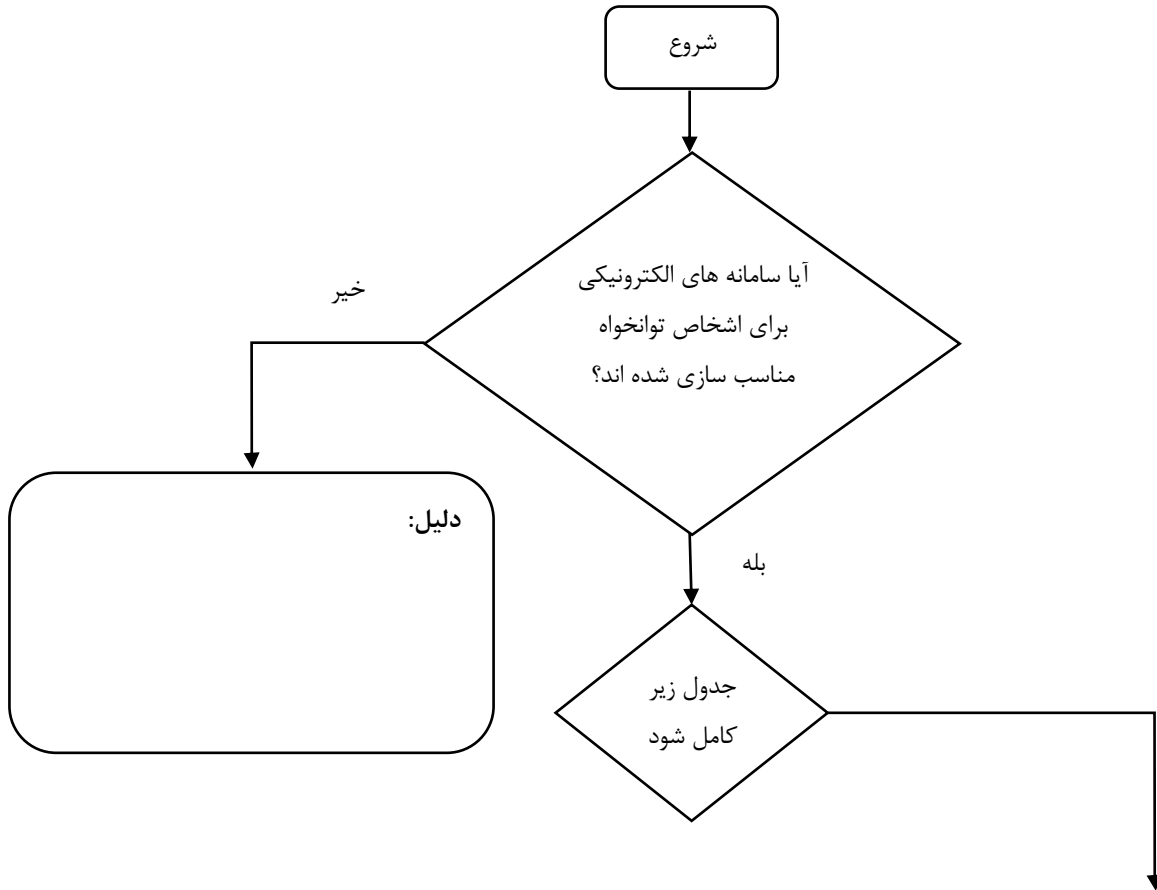 شروع
آیا سامانه های الکترونیکی
برای اشخاص توانخواه
مناسب سازی شده اند؟
خیر
دلیل:
بله
جدول زیر
کامل شود